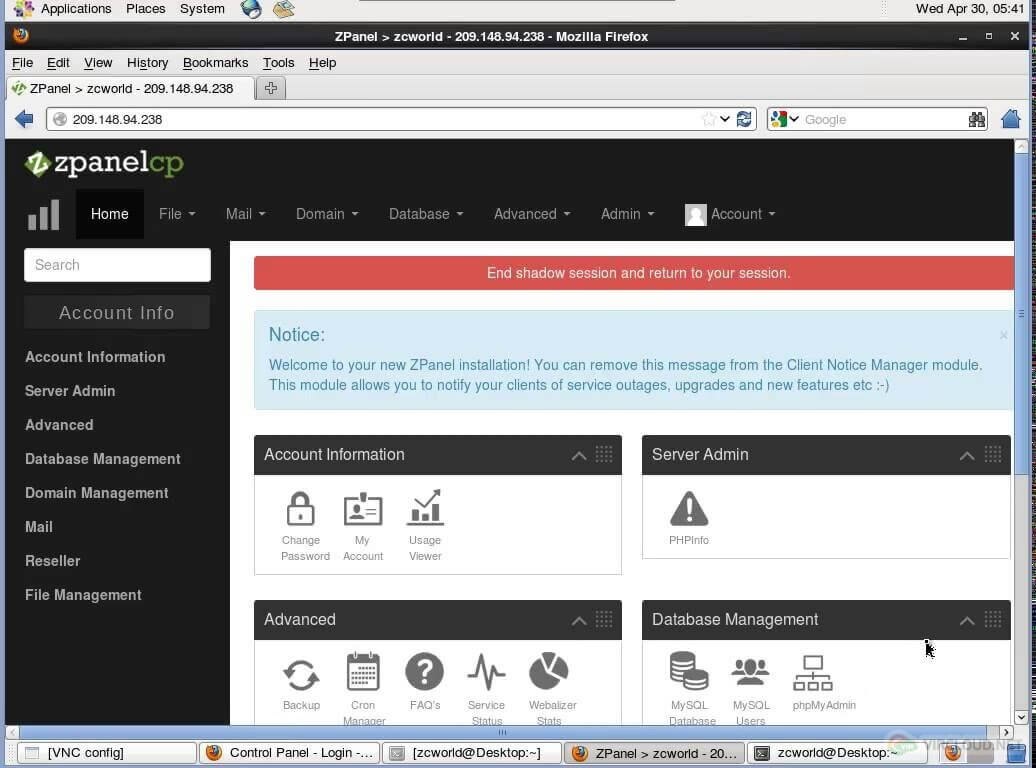 Applications Places System Wed Apr 30, 05:41
ZPanel > zcworld - 209.148.94.238 - Mozilla Firefox
File Edit View History Bookmarks Tools Help
ZPanel > zcworld - 209.148.94.238
209.148.94.238 Google
zpanelcp
Home File Mail Domain Database Advanced Admin Account
Search
End shadow session and return to your session.
Account Info
Notice:
Welcome to your new ZPanel installation! You can remove this message from the Client Notice Manager module.
This module allows you to notify your clients of service outages, upgrades and new features etc :-)
Account Information
Server Admin
Advanced
Database Management
Domain Management
Mail
Reseller
File Management
Account Information
Change
Password
My
Account
Usage
Viewer
Server Admin
PHPInfo
Advanced
Backup
Cron
Manager
FAQ's
Service
Status
Webalizer
Stats
Database Management
MySQL
Database
MySQL
Users
phpMyAdmin
[VNC config] Control Panel - Login -... [zcworld@Desktop:~] ZPanel > zcworld - 20... zcworld@Desktop:~
VIRCLOUD.NET